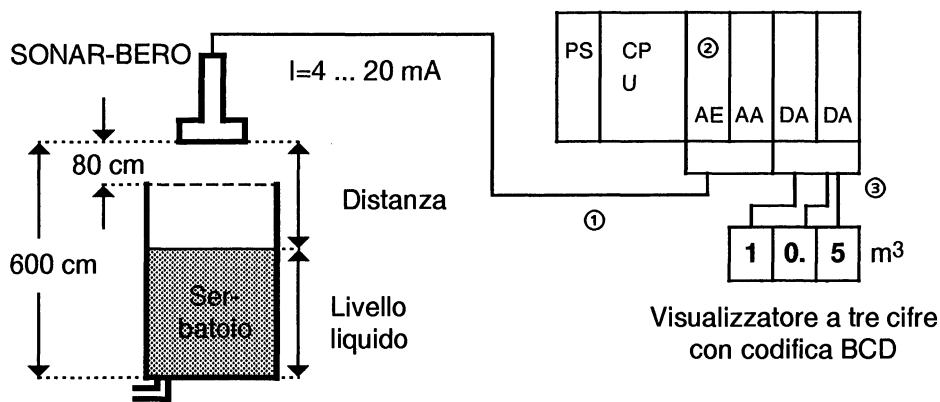 SONAR-BERO
I=4 ... 20 mA
PS
CP
U
②
AE
AA
DA
DA
80 cm
600 cm
Distanza
Livello
liquido
Ser-
batoio
①
③
1 0. 5 m³
Visualizzatore a tre cifre
con codifica BCD